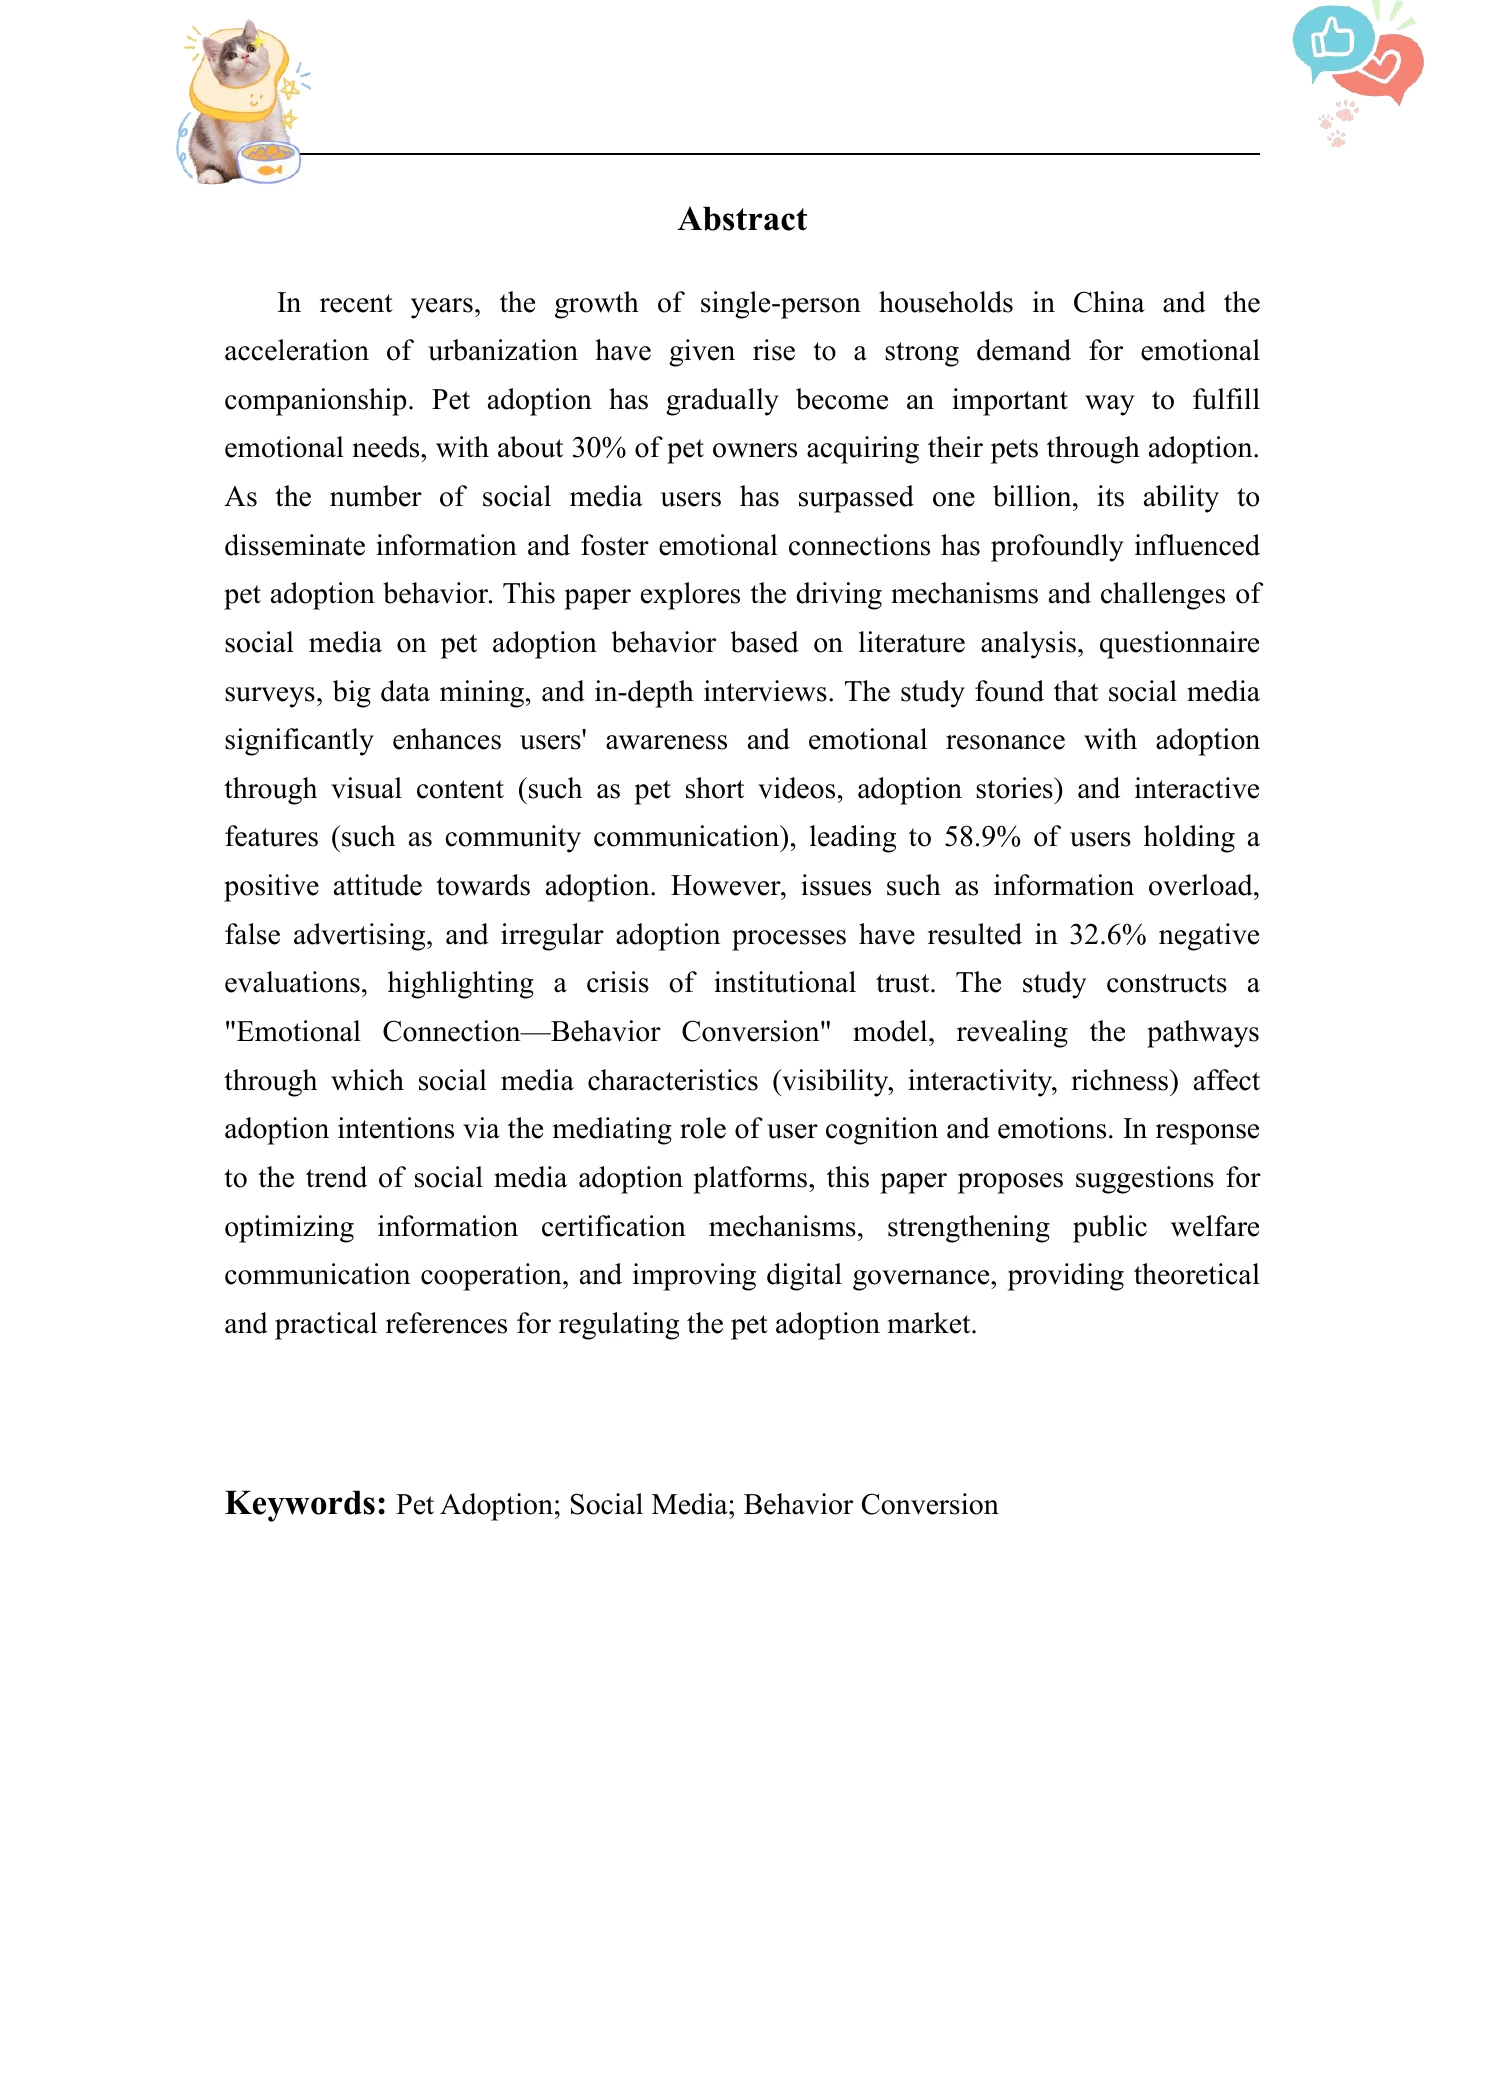 Abstract
In recent years, the growth of single-person households in China and the
acceleration of urbanization have given rise to a strong demand for emotional
companionship. Pet adoption has gradually become an important way to fulfill
emotional needs, with about 30% of pet owners acquiring their pets through adoption.
As the number of social media users has surpassed one billion, its ability to
disseminate information and foster emotional connections has profoundly influenced
pet adoption behavior. This paper explores the driving mechanisms and challenges of
social media on pet adoption behavior based on literature analysis, questionnaire
surveys, big data mining, and in-depth interviews. The study found that social media
significantly enhances users' awareness and emotional resonance with adoption
through visual content (such as pet short videos, adoption stories) and interactive
features (such as community communication), leading to 58.9% of users holding a
positive attitude towards adoption. However, issues such as information overload,
false advertising, and irregular adoption processes have resulted in 32.6% negative
evaluations, highlighting a crisis of institutional trust. The study constructs a
"Emotional Connection—Behavior Conversion" model, revealing the pathways
through which social media characteristics (visibility, interactivity, richness) affect
adoption intentions via the mediating role of user cognition and emotions. In response
to the trend of social media adoption platforms, this paper proposes suggestions for
optimizing information certification mechanisms, strengthening public welfare
communication cooperation, and improving digital governance, providing theoretical
and practical references for regulating the pet adoption market.
Keywords: Pet Adoption; Social Media; Behavior Conversion